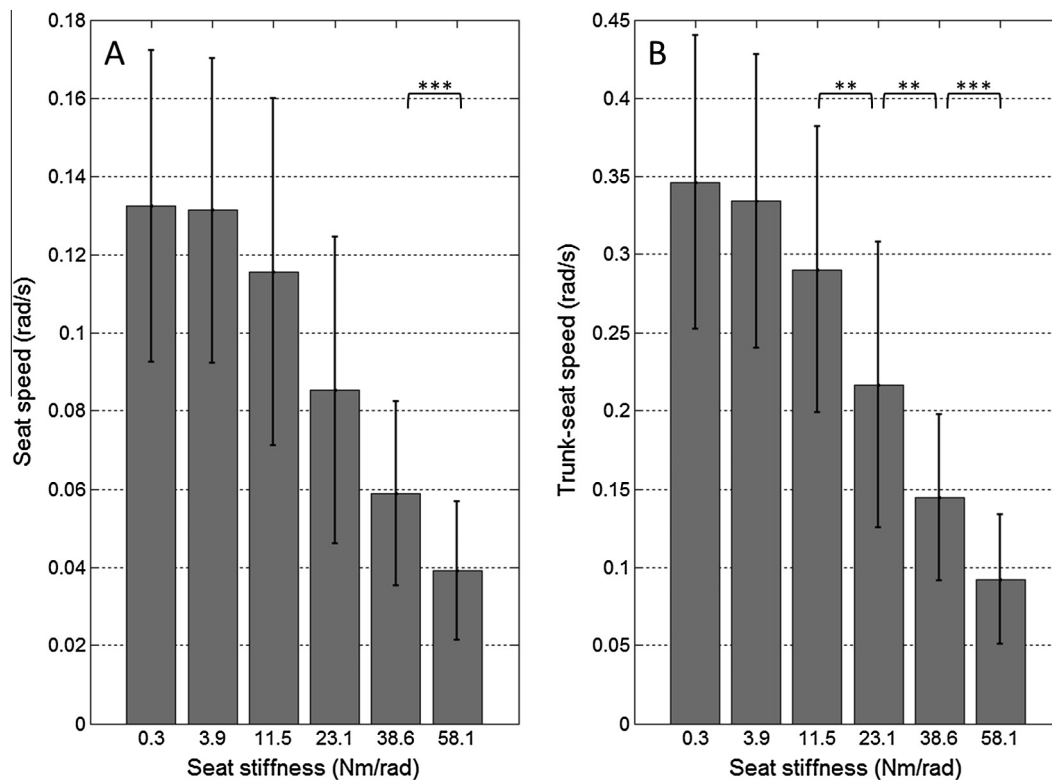 A
Seat speed (rad/s)
0.18
0.16
0.14
0.12
0.1
0.08
0.06
0.04
0.02
0
***
0.3 3.9 11.5 23.1 38.6 58.1
Seat stiffness (Nm/rad)
B
Trunk-seat speed (rad/s)
0.45
0.4
0.35
0.3
0.25
0.2
0.15
0.1
0.05
0
** ** ***
0.3 3.9 11.5 23.1 38.6 58.1
Seat stiffness (Nm/rad)